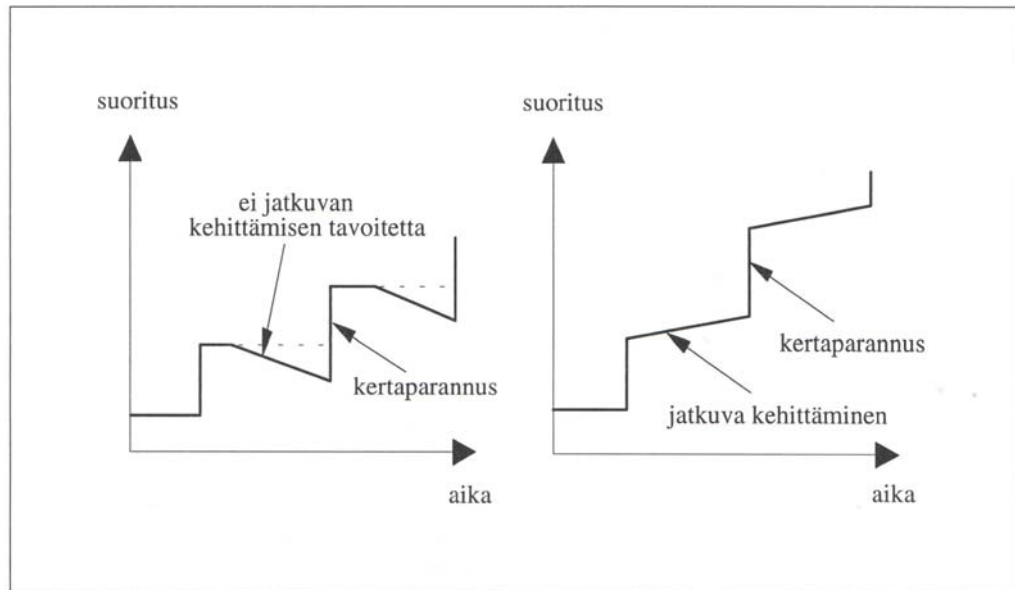 suoritus
ei jatkuvan
kehittämisen tavoitetta
kertaparannus
aika
suoritus
kertaparannus
jatkuva kehittäminen
aika